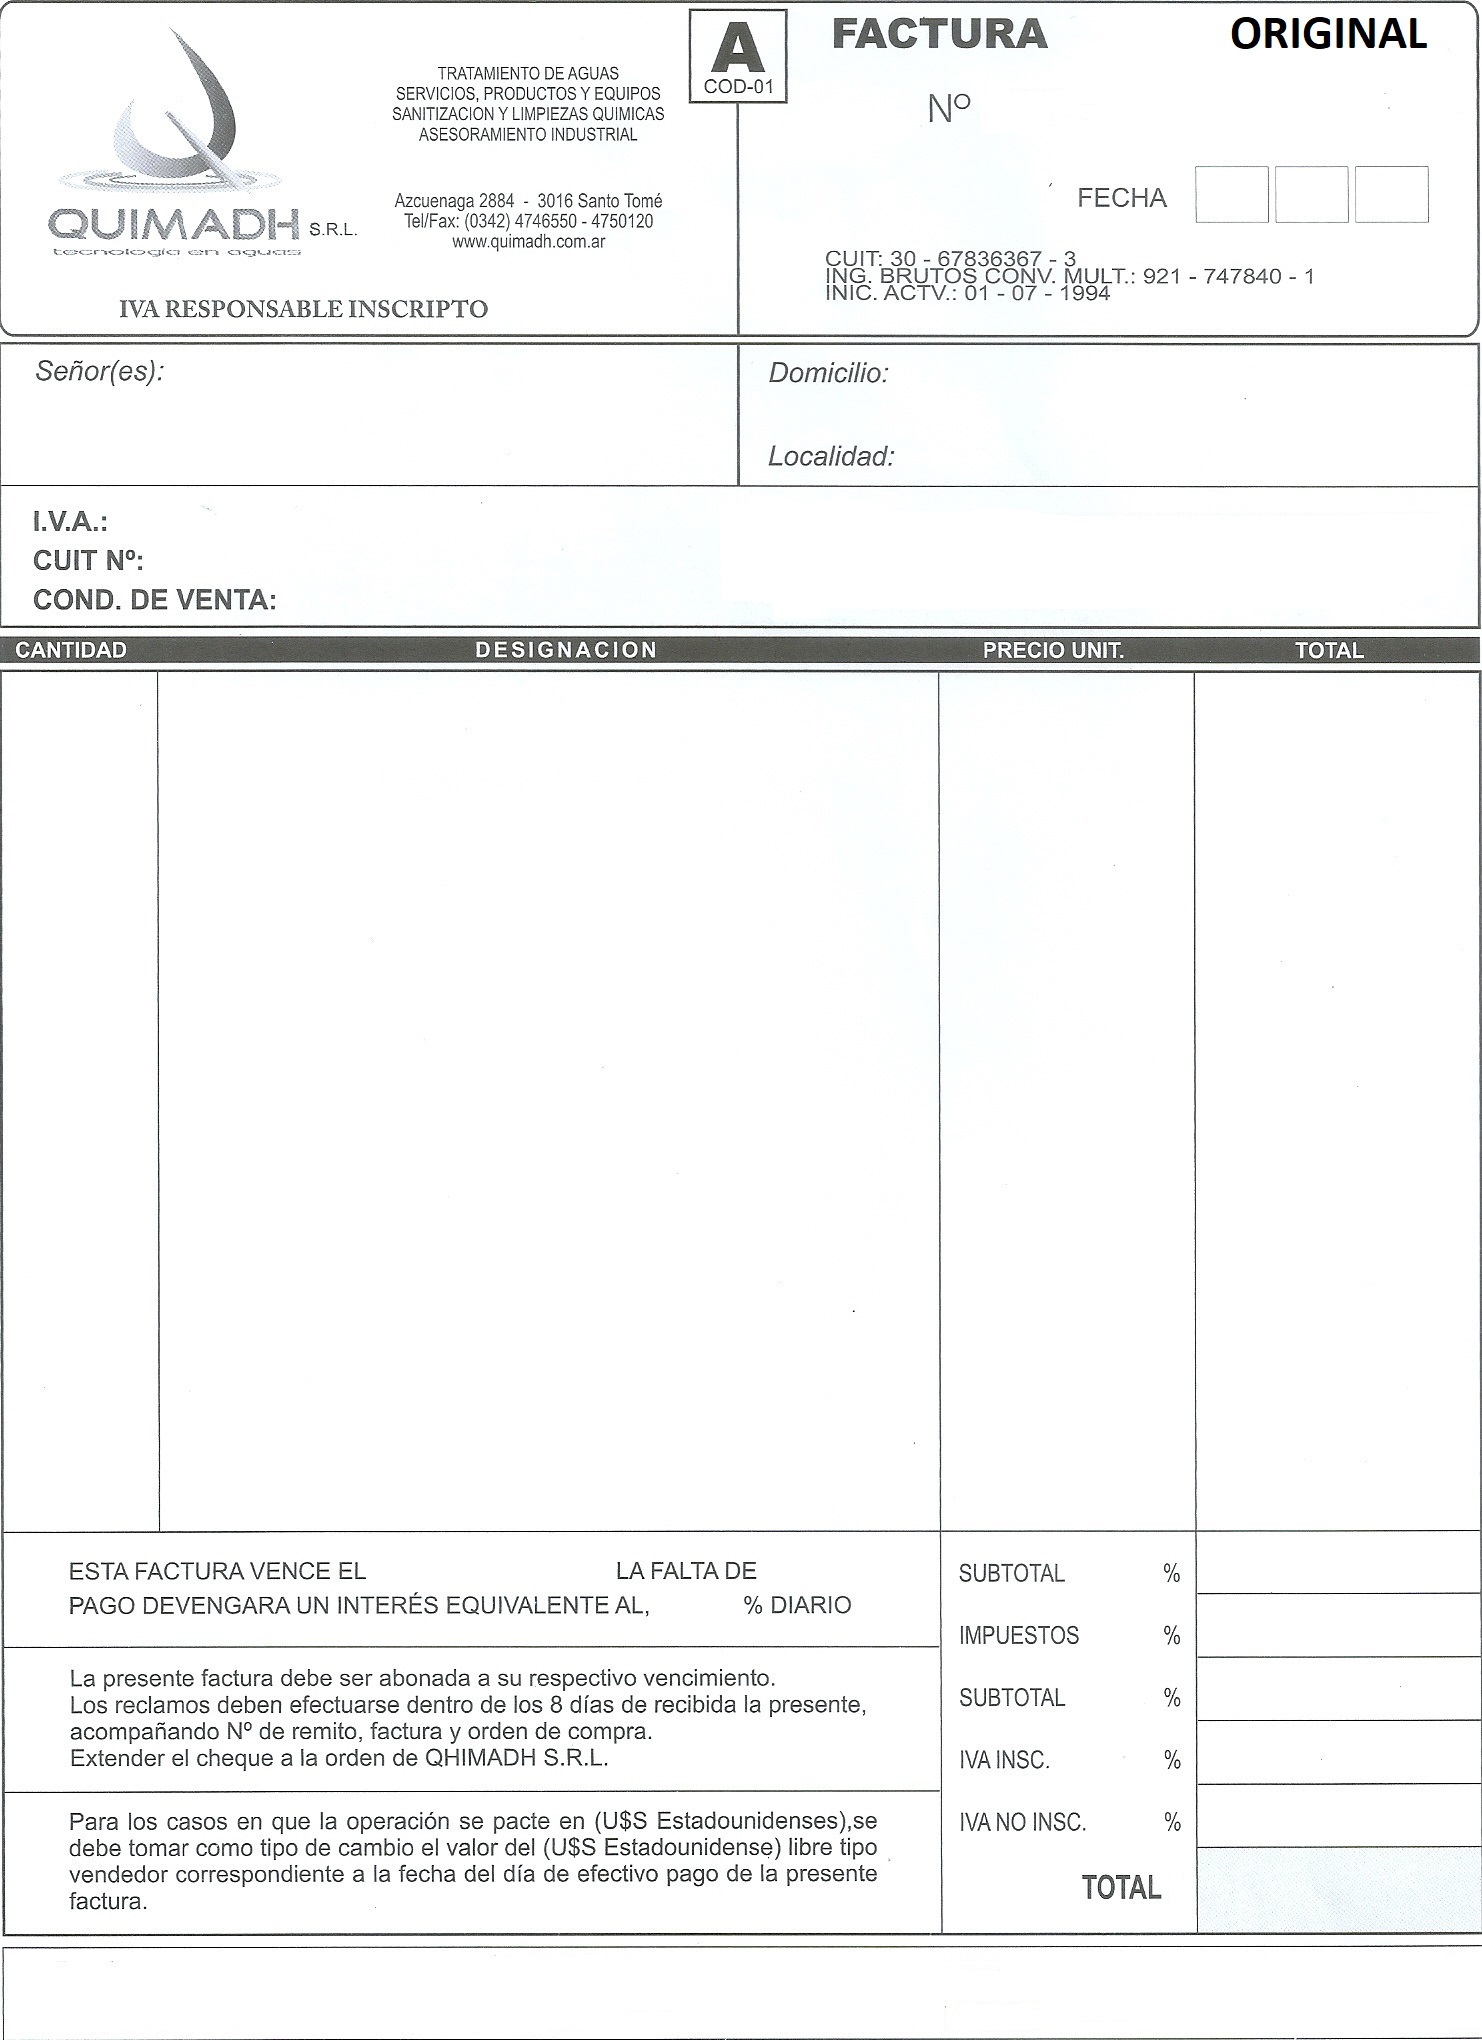 TRATAMIENTO DE AGUAS
SERVICIOS, PRODUCTOS Y EQUIPOS
SANITIZACION Y LIMPIEZAS QUIMICAS
ASESORAMIENTO INDUSTRIAL
Azcuenaga 2884 - 3016 Santo Tomé
Tel/Fax: (0342) 4746550 - 4750120
www.quimadh.com.ar
QUIMADH S.R.L.
tecnología en aguas
IVA RESPONSABLE INSCRIPTO
A
COD-01
FACTURA ORIGINAL
Nº
FECHA
CUIT: 30 - 67836367 - 3
ING. BRUTOS CONV. MULT.: 921 - 747840 - 1
INIC. ACTV.: 01 - 07 - 1994
Señor(es):
Domicilio:
Localidad:
I.V.A.:
CUIT Nº:
COND. DE VENTA:
CANTIDAD DESIGNACION PRECIO UNIT. TOTAL
ESTA FACTURA VENCE EL LA FALTA DE
PAGO DEVENGARA UN INTERÉS EQUIVALENTE AL, % DIARIO
La presente factura debe ser abonada a su respectivo vencimiento.
Los reclamos deben efectuarse dentro de los 8 días de recibida la presente,
acompañando Nº de remito, factura y orden de compra.
Extender el cheque a la orden de QHIMADH S.R.L.
Para los casos en que la operación se pacte en (U$S Estadounidenses),se
debe tomar como tipo de cambio el valor del (U$S Estadounidense) libre tipo
vendedor correspondiente a la fecha del día de efectivo pago de la presente
factura.
SUBTOTAL %
IMPUESTOS %
SUBTOTAL %
IVA INSC. %
IVA NO INSC. %
TOTAL